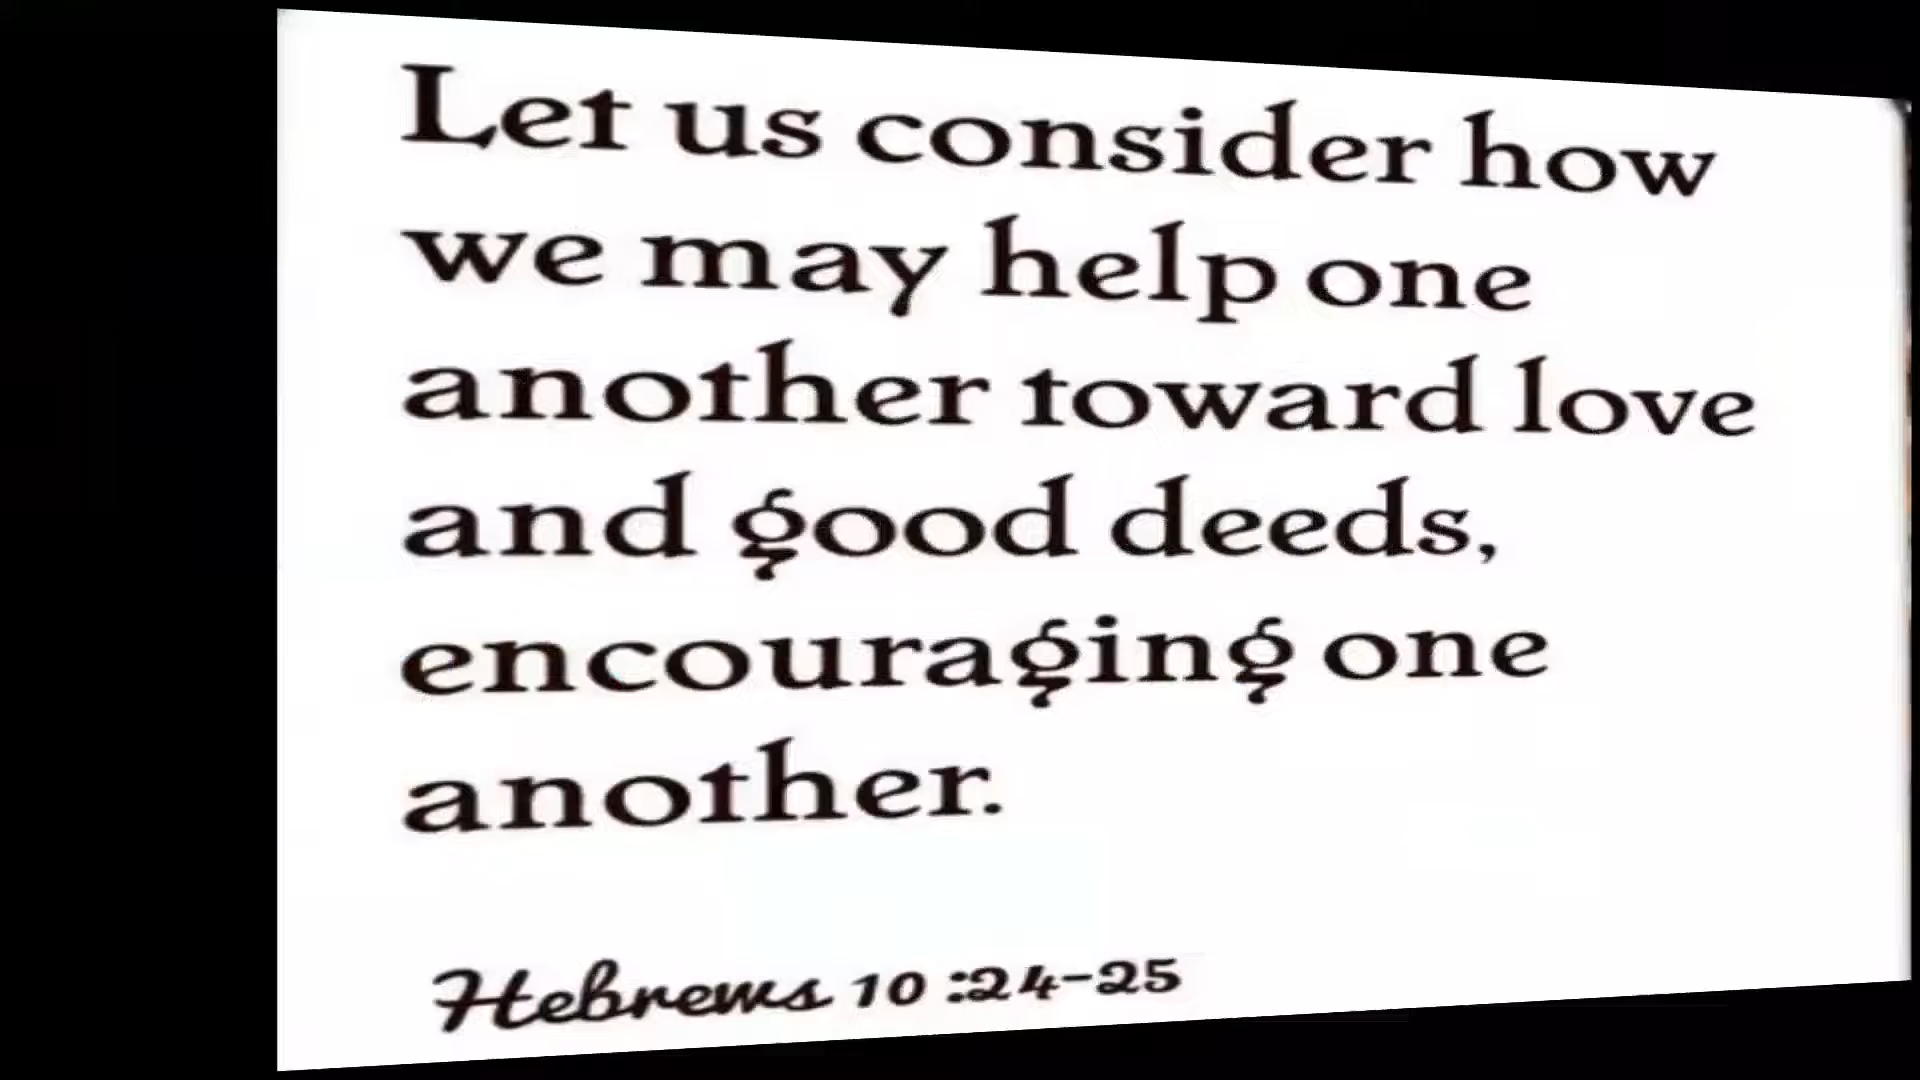 Let us consider how
we may help one
another toward love
and good deeds,
encouraging one
another.
Hebrews 10 :24-25